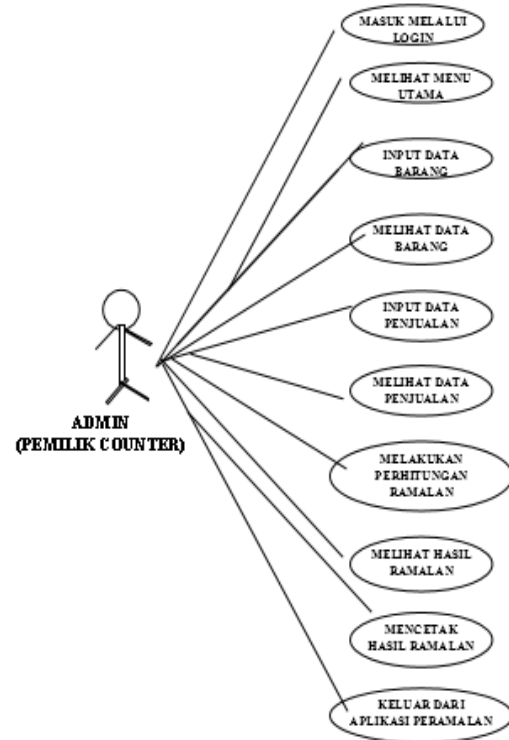 MASUK MELALUI
LOGIN
MELIHAT MENU
UTAMA
INPUT DATA
BARANG
MELIHAT DATA
BARANG
INPUT DATA
PENJUALAN
MELIHAT DATA
PENJUALAN
ADMIN
(PEMILIK COUNTER)
MELAKUKAN
PERHITUNGAN
RAMALAN
MELIHAT HASIL
RAMALAN
MENCETAK
HASIL RAMALAN
KELUAR DARI
APLIKASI PERAMALAN